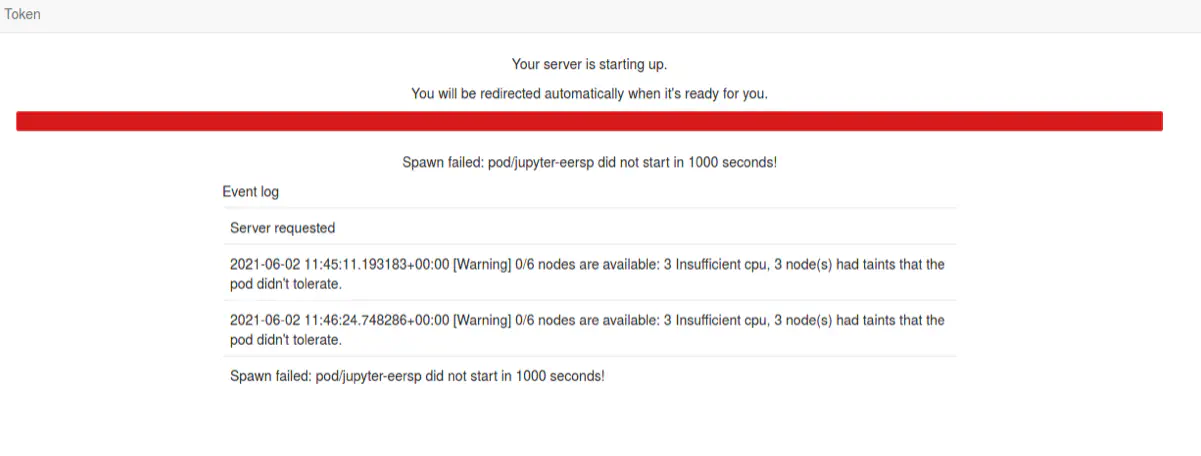 Token
Your server is starting up.
You will be redirected automatically when it's ready for you.
Spawn failed: pod/jupyter-eersp did not start in 1000 seconds!
Event log
Server requested
2021-06-02 11:45:11.193183+00:00 [Warning] 0/6 nodes are available: 3 Insufficient cpu, 3 node(s) had taints that the
pod didn't tolerate.
2021-06-02 11:46:24.748286+00:00 [Warning] 0/6 nodes are available: 3 Insufficient cpu, 3 node(s) had taints that the
pod didn't tolerate.
Spawn failed: pod/jupyter-eersp did not start in 1000 seconds!